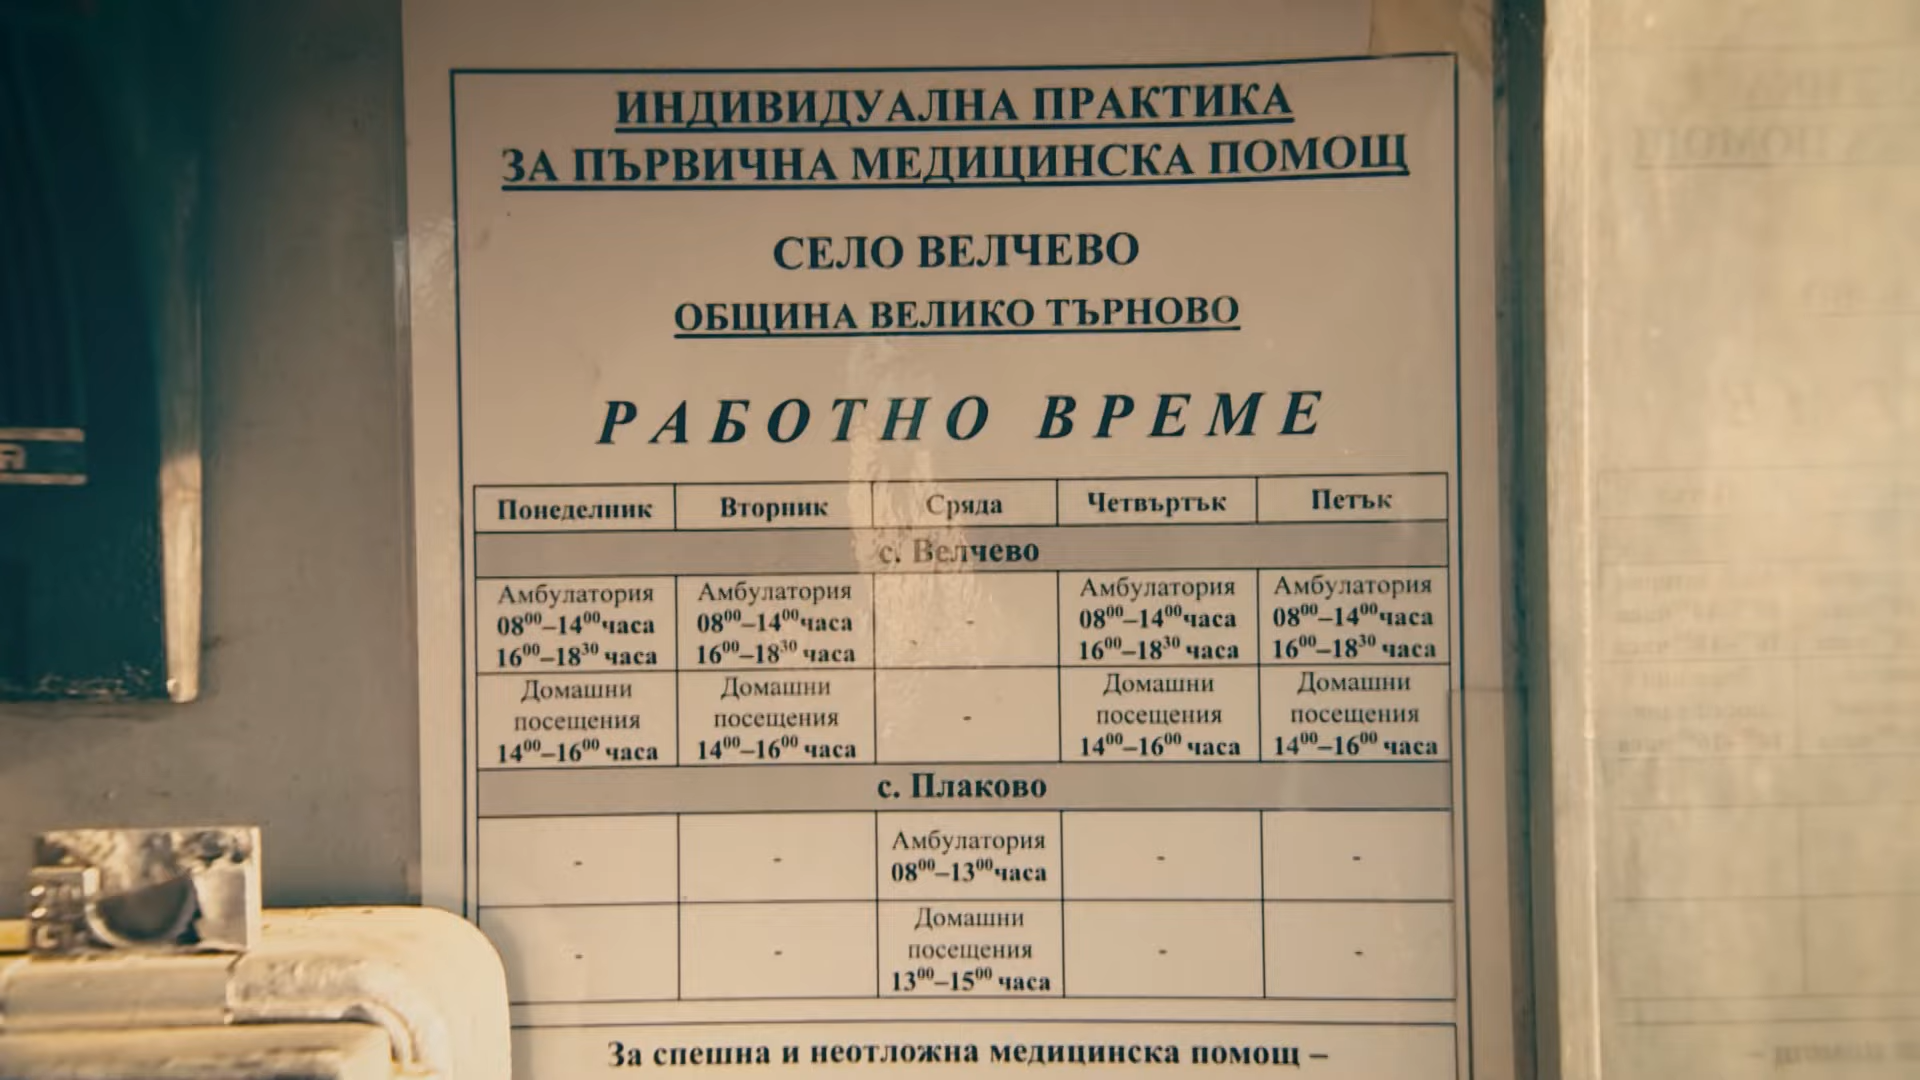 ИНДИВИДУАЛНА ПРАКТИКА
ЗА ПЪРВИЧНА МЕДИЦИНСКА ПОМОЩ
СЕЛО ВЕЛЧЕВО
ОБЩИНА ВЕЛИКО ТЪРНОВО
РАБОТНО ВРЕМЕ
Понеделник Вторник Сряда Четвъртък Петък
с. Велчево
Амбулатория Амбулатория Амбулатория Амбулатория
08⁰⁰–14⁰⁰часа 08⁰⁰–14⁰⁰часа - 08⁰⁰–14⁰⁰часа 08⁰⁰–14⁰⁰часа
16⁰⁰–18³⁰ часа 16⁰⁰–18³⁰ часа 16⁰⁰–18³⁰ часа 16⁰⁰–18³⁰ часа
Домашни Домашни Домашни Домашни
посещения посещения - посещения посещения
14⁰⁰–16⁰⁰ часа 14⁰⁰–16⁰⁰ часа 14⁰⁰–16⁰⁰ часа 14⁰⁰–16⁰⁰ часа
с. Плаково
Амбулатория
- - 08⁰⁰–13⁰⁰часа - -
Домашни
- - посещения - -
13⁰⁰–15⁰⁰ часа
За спешна и неотложна медицинска помощ –